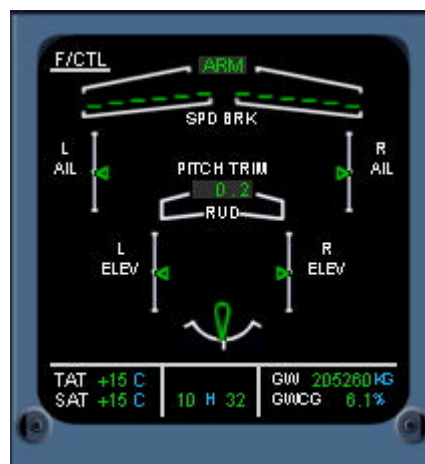 F/CTL
ARM
SPD BRK
L R
AIL PITCH TRIM AIL
0.2
RUD
L R
ELEV ELEV
TAT +15 C GW 205260 KG
SAT +15 C 10 H 32 GWCG 6.1%